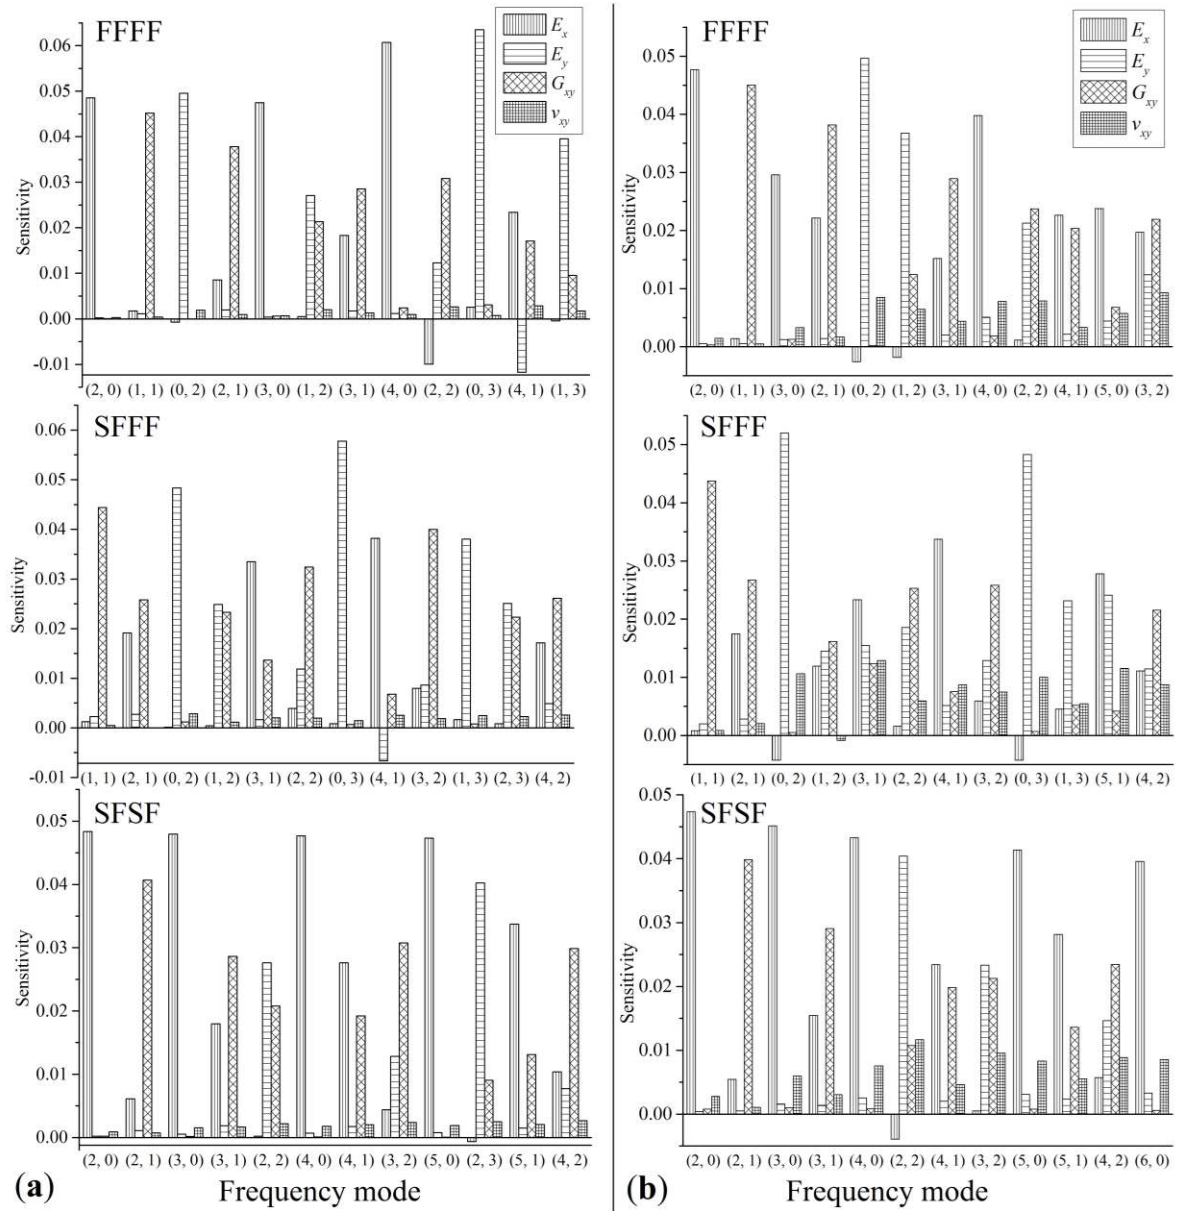 FFFF
E_x
E_y
G_xy
v_xy
0.06
0.05
0.04
0.03
0.02
0.01
0.00
-0.01
Sensitivity
(2, 0) (1, 1) (0, 2) (2, 1) (3, 0) (1, 2) (3, 1) (4, 0) (2, 2) (0, 3) (4, 1) (1, 3)
SFFF
0.06
0.05
0.04
0.03
0.02
0.01
0.00
-0.01
Sensitivity
(1, 1) (2, 1) (0, 2) (1, 2) (3, 1) (2, 2) (0, 3) (4, 1) (3, 2) (1, 3) (2, 3) (4, 2)
SFSF
0.05
0.04
0.03
0.02
0.01
0.00
Sensitivity
(2, 0) (2, 1) (3, 0) (3, 1) (2, 2) (4, 0) (4, 1) (3, 2) (5, 0) (2, 3) (5, 1) (4, 2)
(a) Frequency mode
FFFF
E_x
E_y
G_xy
v_xy
0.05
0.04
0.03
0.02
0.01
0.00
Sensitivity
(2, 0) (1, 1) (3, 0) (2, 1) (0, 2) (1, 2) (3, 1) (4, 0) (2, 2) (4, 1) (5, 0) (3, 2)
SFFF
0.05
0.04
0.03
0.02
0.01
0.00
Sensitivity
(1, 1) (2, 1) (0, 2) (1, 2) (3, 1) (2, 2) (4, 1) (3, 2) (0, 3) (1, 3) (5, 1) (4, 2)
SFSF
0.05
0.04
0.03
0.02
0.01
0.00
Sensitivity
(2, 0) (2, 1) (3, 0) (3, 1) (4, 0) (2, 2) (4, 1) (3, 2) (5, 0) (5, 1) (4, 2) (6, 0)
(b) Frequency mode